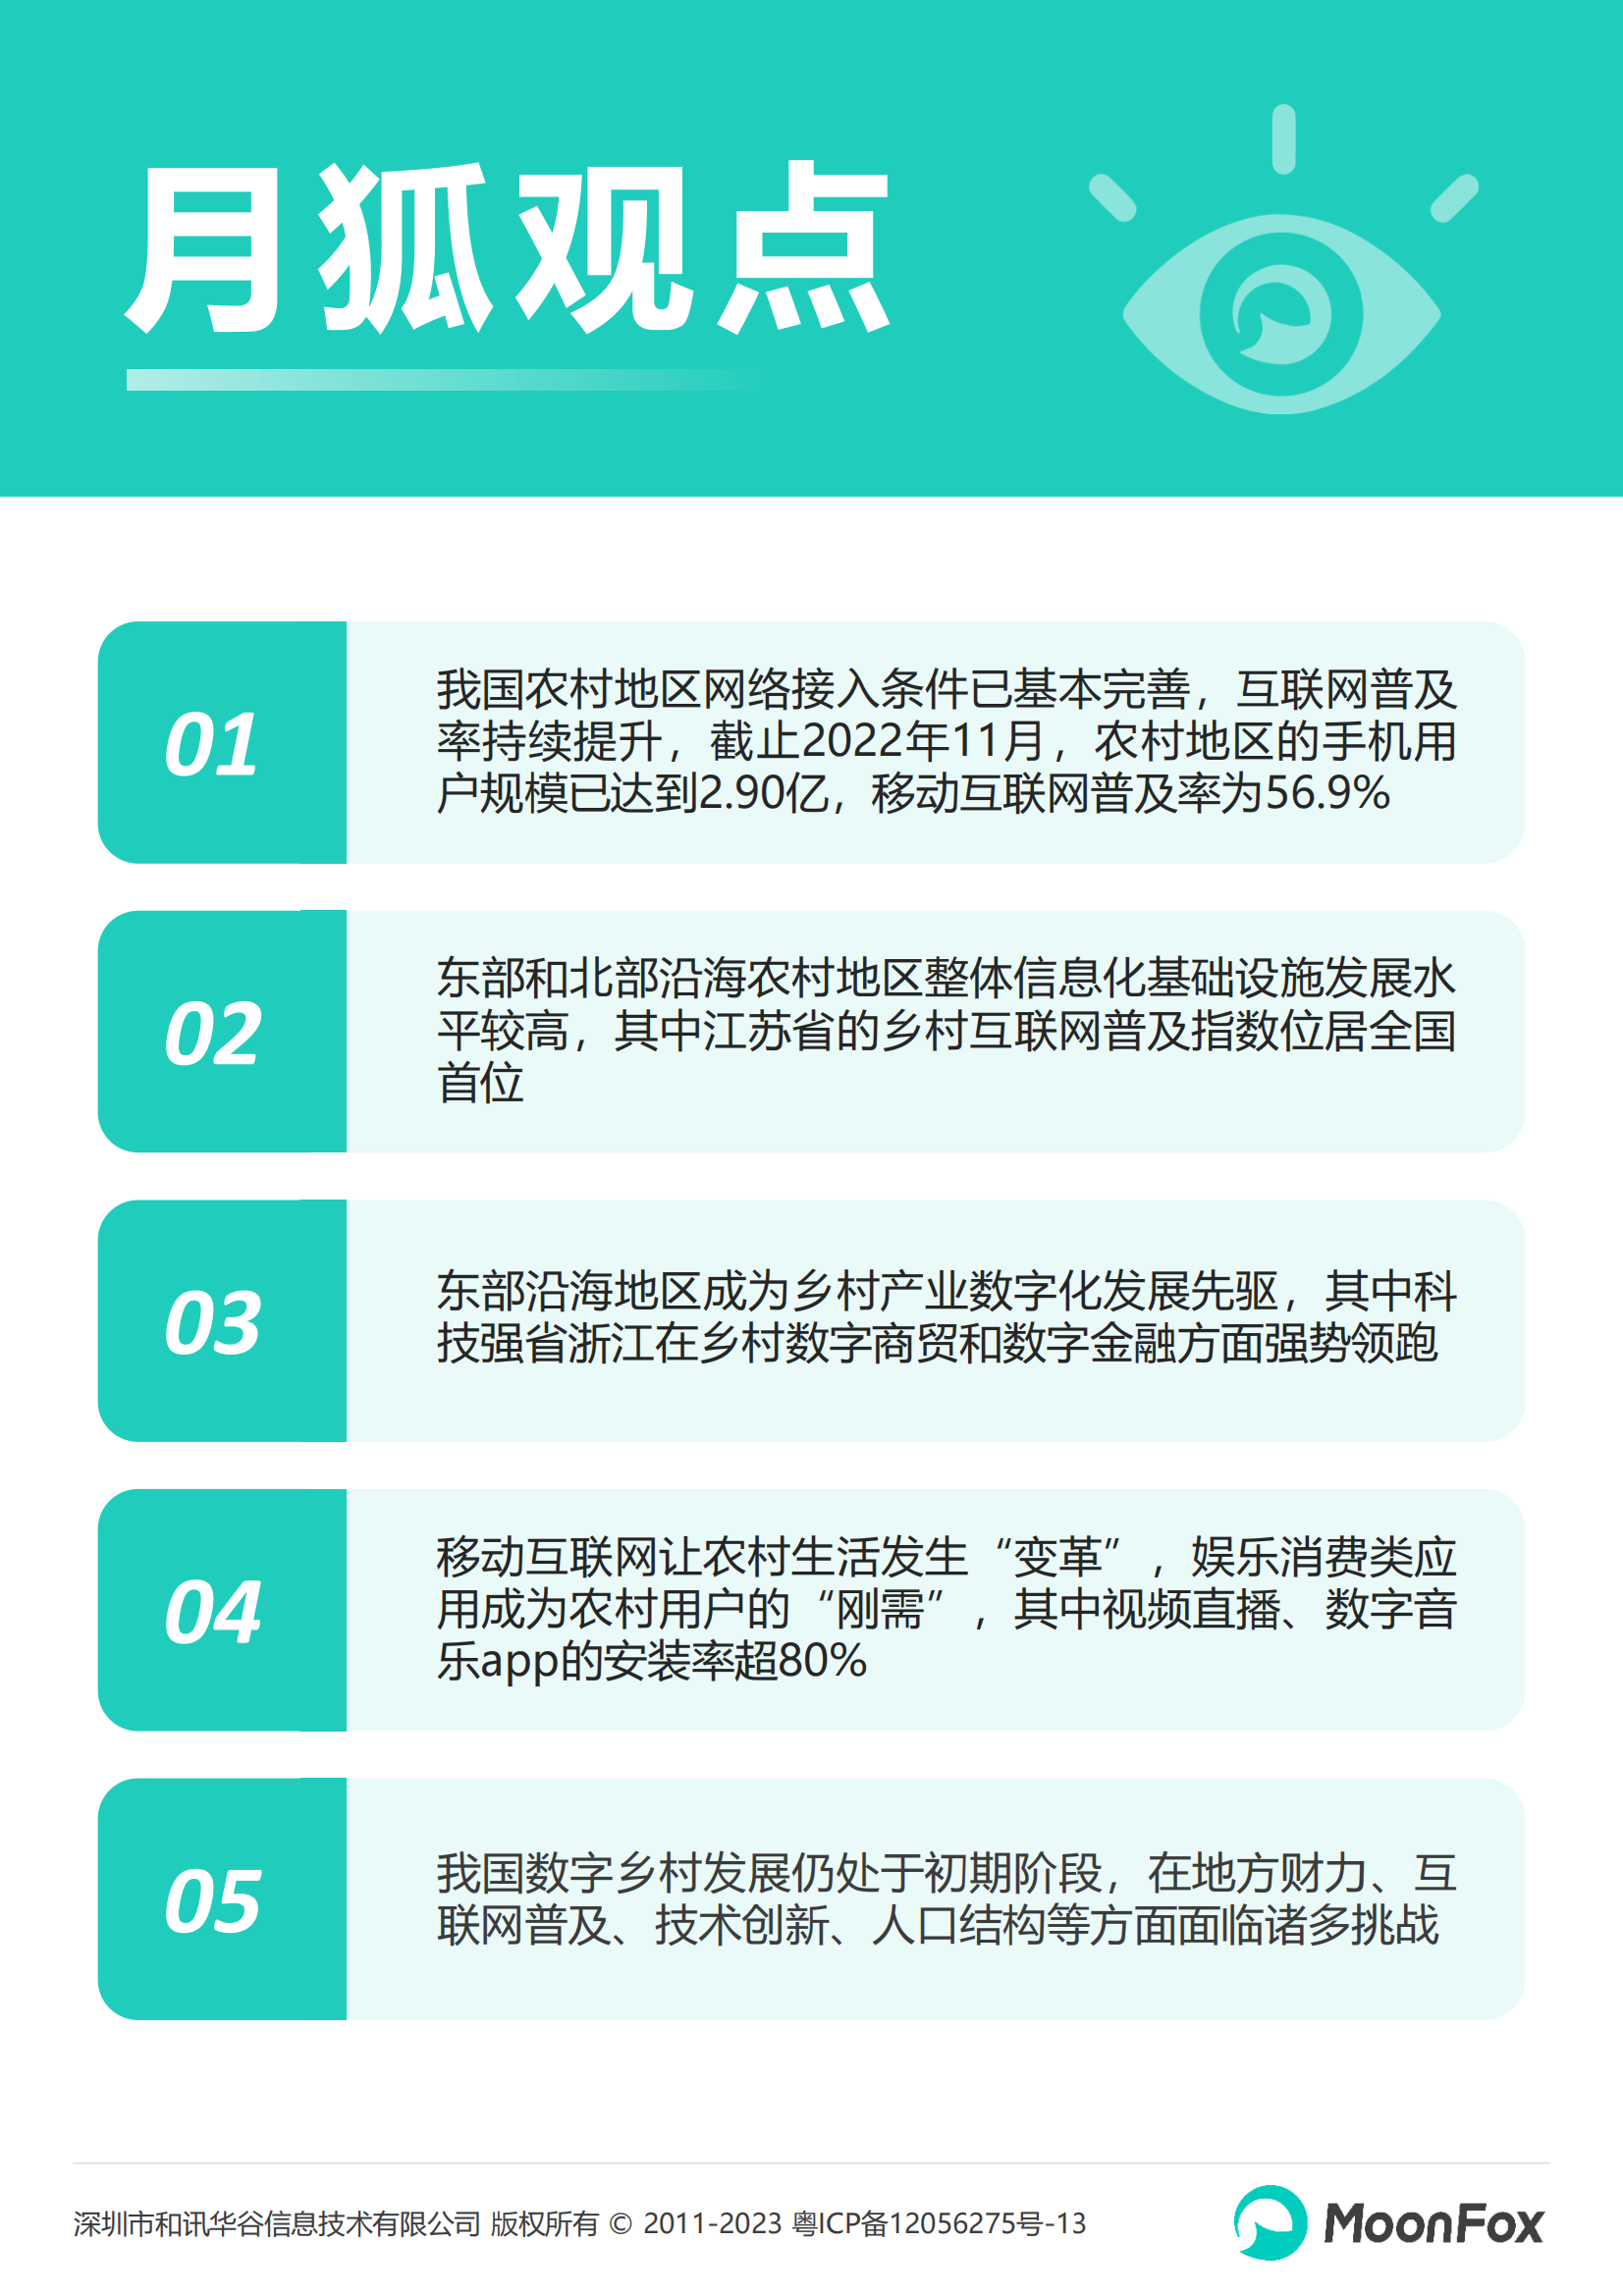 月狐观点
01
我国农村地区网络接入条件已基本完善，互联网普及
率持续提升，截止2022年11月，农村地区的手机用
户规模已达到2.90亿，移动互联网普及率为56.9%
02
东部和北部沿海农村地区整体信息化基础设施发展水
平较高，其中江苏省的乡村互联网普及指数位居全国
首位
03
东部沿海地区成为乡村产业数字化发展先驱，其中科
技强省浙江在乡村数字商贸和数字金融方面强势领跑
04
移动互联网让农村生活发生“变革”，娱乐消费类应
用成为农村用户的“刚需”，其中视频直播、数字音
乐app的安装率超80%
05
我国数字乡村发展仍处于初期阶段，在地方财力、互
联网普及、技术创新、人口结构等方面面临诸多挑战
深圳市和讯华谷信息技术有限公司 版权所有 © 2011-2023 粤ICP备12056275号-13
MoonFox